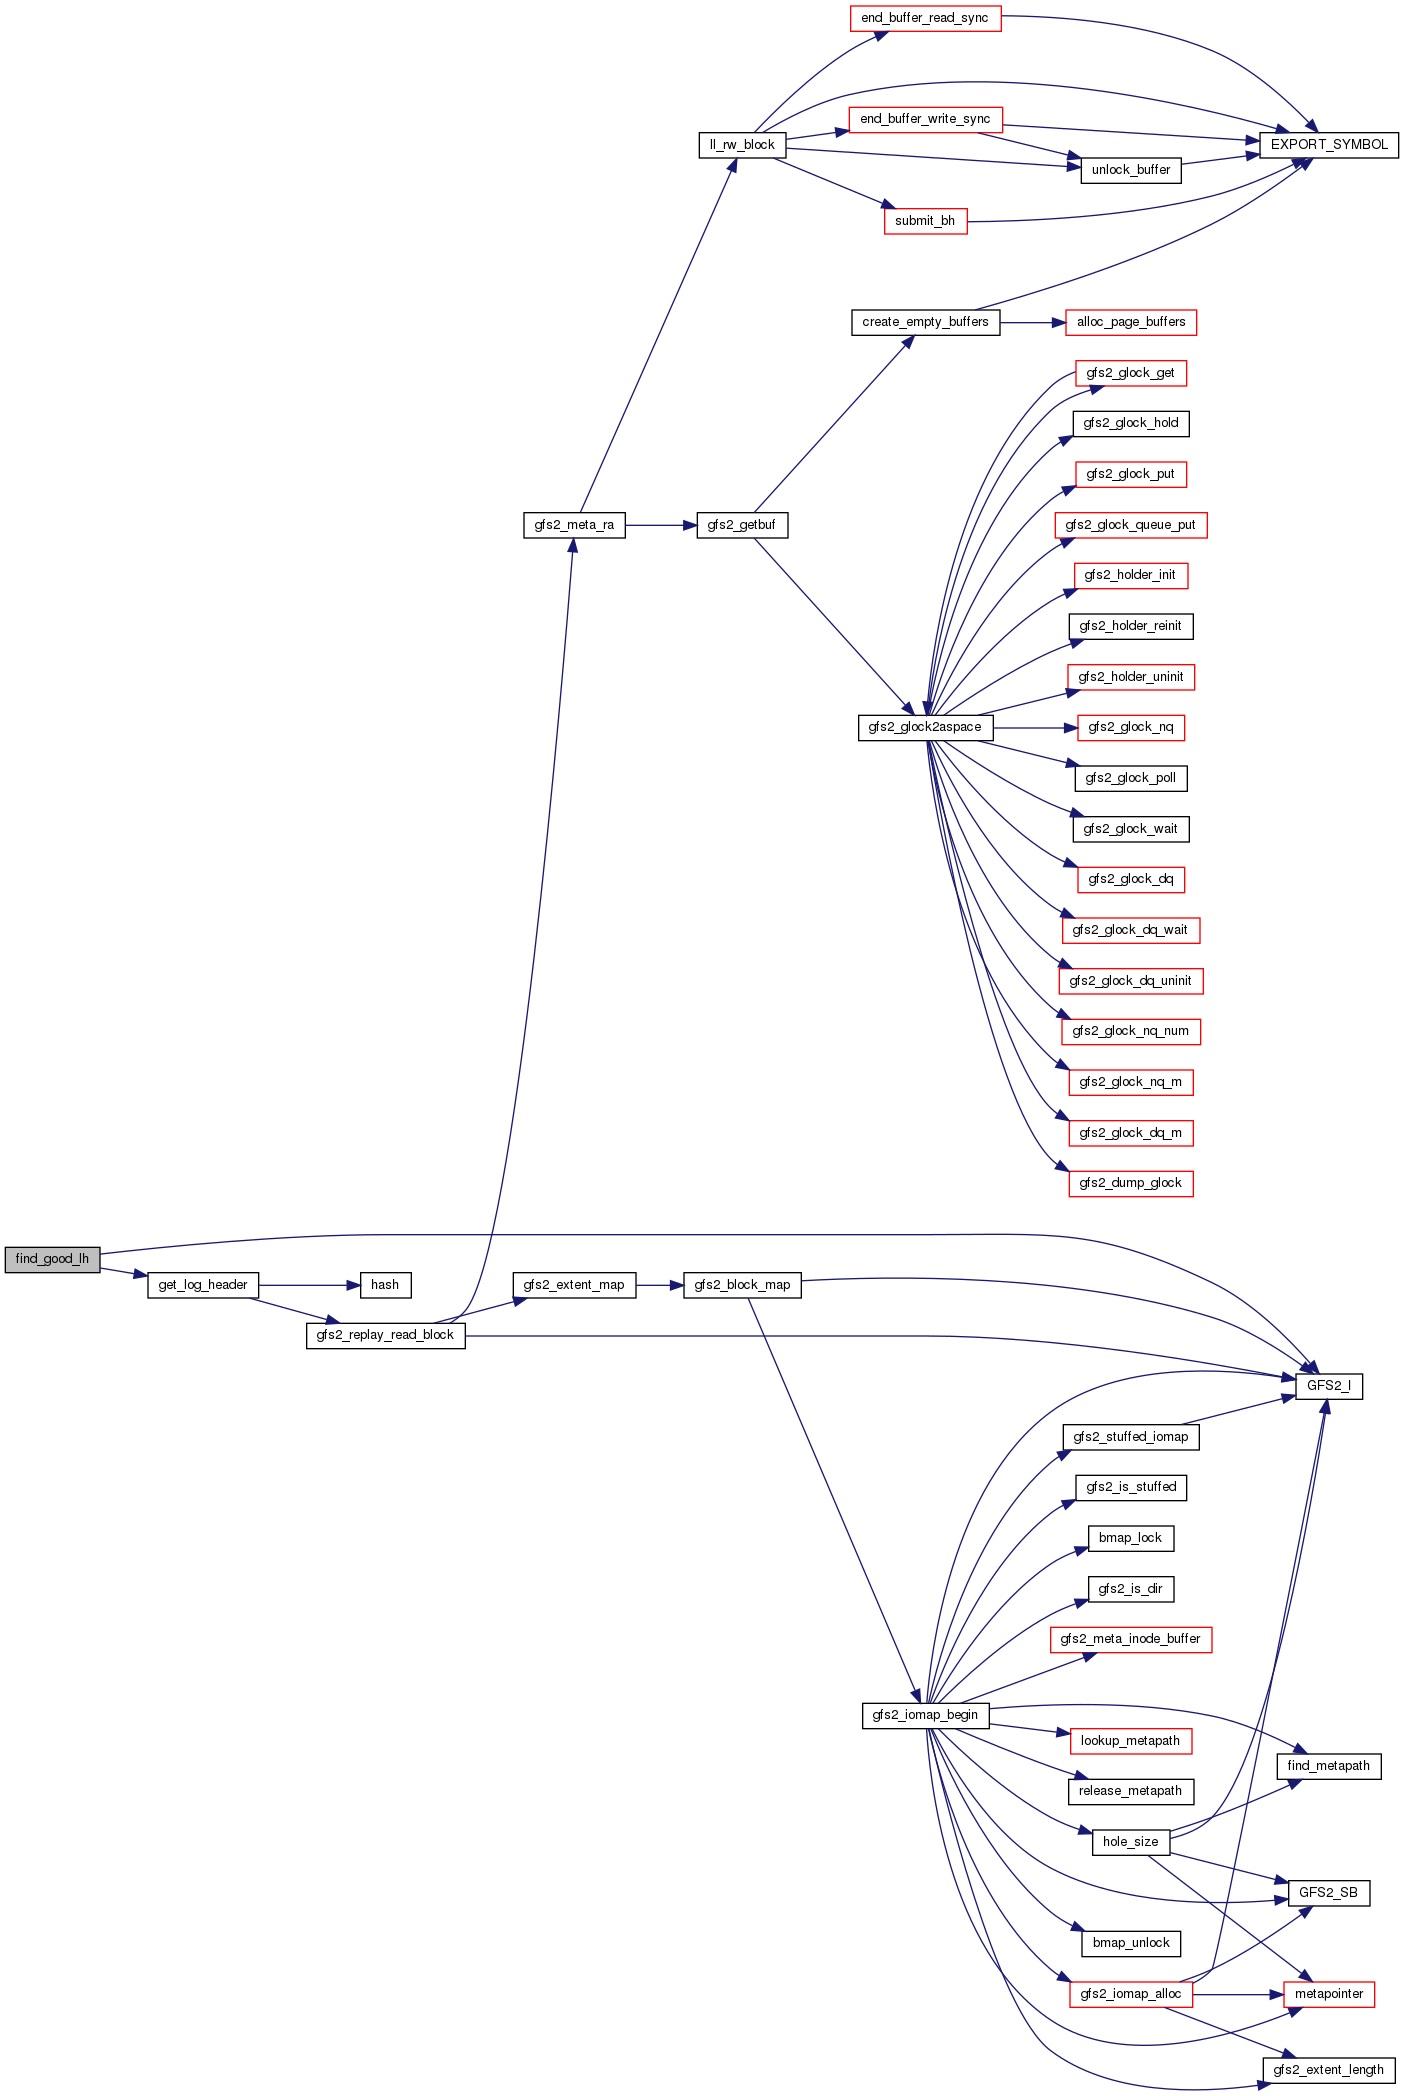 end_buffer_read_sync
end_buffer_write_sync
ll_rw_block
EXPORT_SYMBOL
unlock_buffer
submit_bh
create_empty_buffers
alloc_page_buffers
gfs2_glock_get
gfs2_glock_hold
gfs2_glock_put
gfs2_meta_ra
gfs2_getbuf
gfs2_glock_queue_put
gfs2_holder_init
gfs2_holder_reinit
gfs2_holder_uninit
gfs2_glock2aspace
gfs2_glock_nq
gfs2_glock_poll
gfs2_glock_wait
gfs2_glock_dq
gfs2_glock_dq_wait
gfs2_glock_dq_uninit
gfs2_glock_nq_num
gfs2_glock_nq_m
gfs2_glock_dq_m
gfs2_dump_glock
find_good_lh
get_log_header
hash
gfs2_extent_map
gfs2_block_map
gfs2_replay_read_block
GFS2_I
gfs2_stuffed_iomap
gfs2_is_stuffed
bmap_lock
gfs2_is_dir
gfs2_meta_inode_buffer
gfs2_iomap_begin
lookup_metapath
find_metapath
release_metapath
hole_size
GFS2_SB
bmap_unlock
gfs2_iomap_alloc
metapointer
gfs2_extent_length